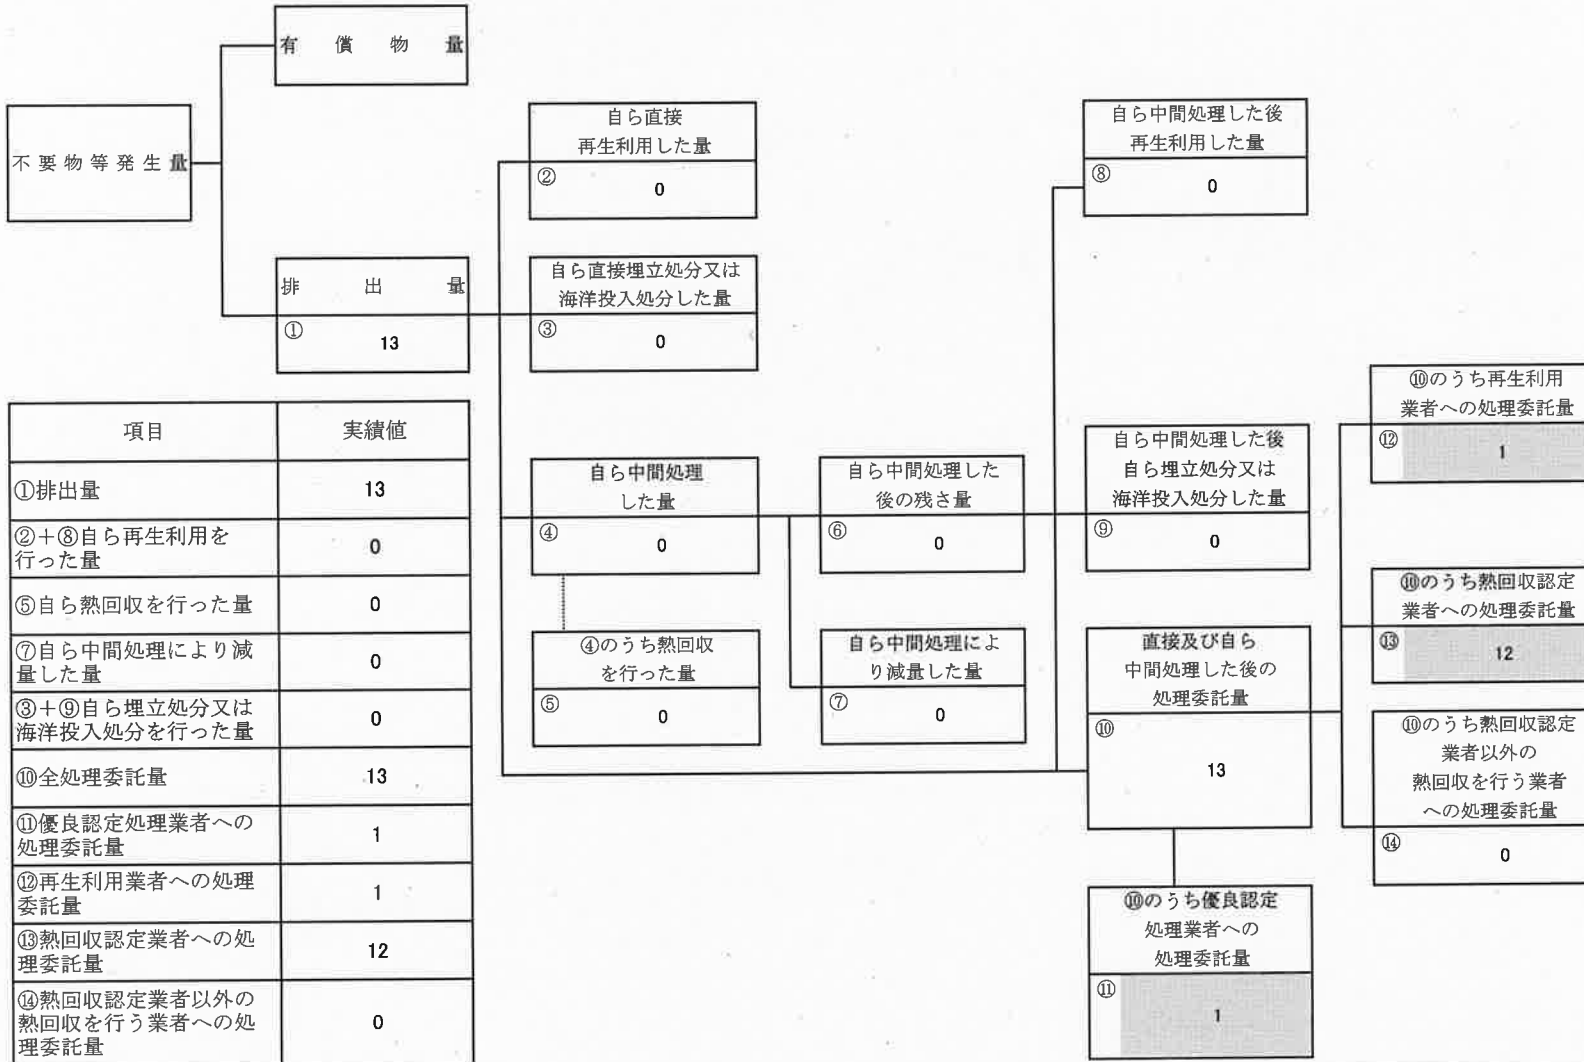 有償物量
不要物等発生量
排出量
① 13
自ら直接
再生利用した量
② 0
自ら直接埋立処分又は
海洋投入処分した量
③ 0
自ら中間処理
した量
④ 0
④のうち熱回収
を行った量
⑤ 0
自ら中間処理した
後の残さ量
⑥ 0
自ら中間処理によ
り減量した量
⑦ 0
自ら中間処理した後
再生利用した量
⑧ 0
自ら中間処理した後
自ら埋立処分又は
海洋投入処分した量
⑨ 0
直接及び自ら
中間処理した後の
処理委託量
⑩
13
⑩のうち優良認定
処理業者への
処理委託量
⑪
1
⑩のうち再生利用
業者への処理委託量
⑫ 1
⑩のうち熱回収認定
業者への処理委託量
⑬ 12
⑩のうち熱回収認定
業者以外の
熱回収を行う業者
への処理委託量
⑭ 0
項目 実績値
①排出量 13
②+⑧自ら再生利用を
行った量 0
⑤自ら熱回収を行った量 0
⑦自ら中間処理により減
量した量 0
③+⑨自ら埋立処分又は
海洋投入処分を行った量 0
⑩全処理委託量 13
⑪優良認定処理業者への
処理委託量 1
⑫再生利用業者への処理
委託量 1
⑬熱回収認定業者への処
理委託量 12
⑭熱回収認定業者以外の
熱回収を行う業者への処
理委託量 0